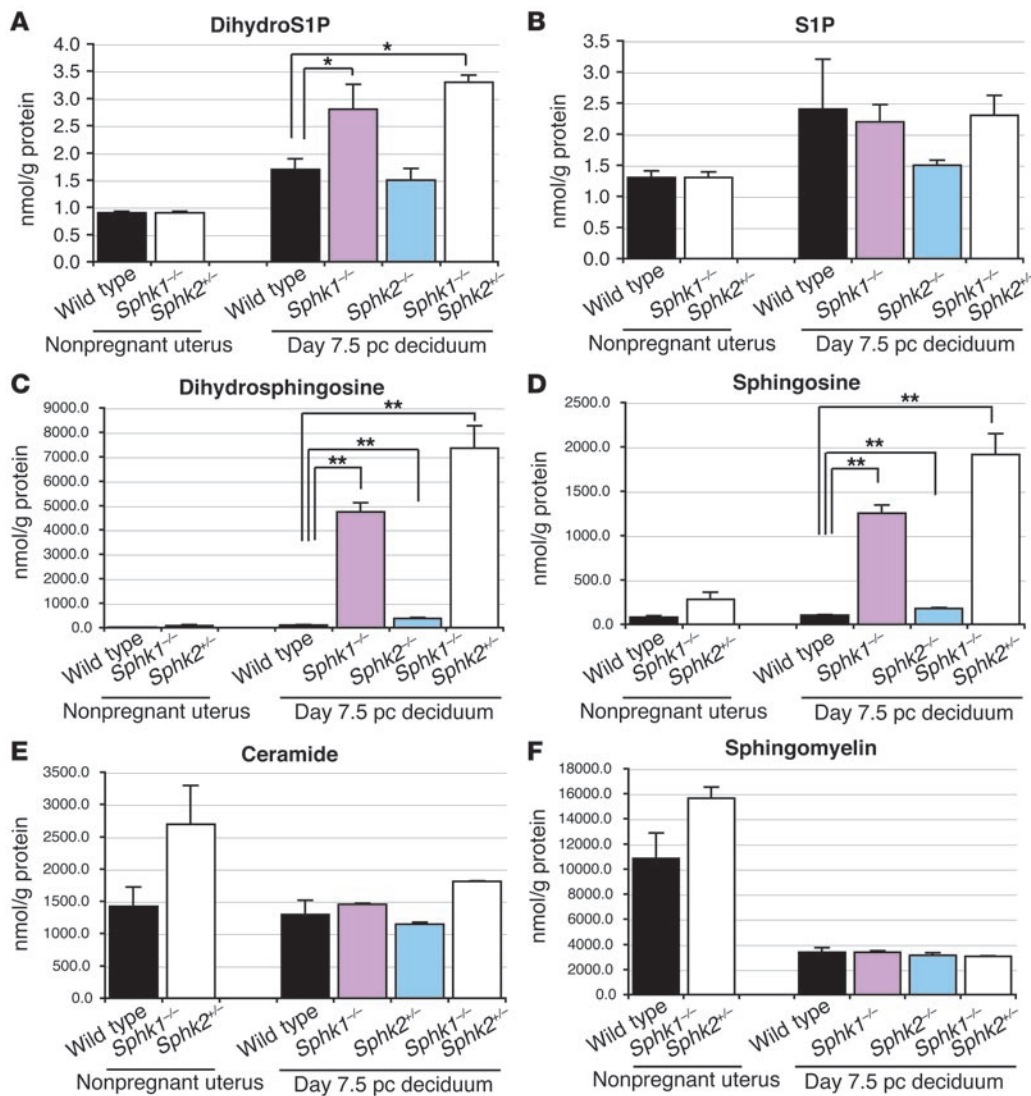 A
DihydroS1P
nmol/g protein
4.0
3.5
3.0
2.5
2.0
1.5
1.0
0.5
0.0
*
*
Wild type
Sphk1–/–
Sphk2+/–
Wild type
Sphk1–/–
Sphk2–/–
Sphk1–/–
Sphk2+/–
Nonpregnant uterus
Day 7.5 pc deciduum
B
S1P
nmol/g protein
3.5
3.0
2.5
2.0
1.5
1.0
0.5
0.0
Wild type
Sphk1–/–
Sphk2+/–
Wild type
Sphk1–/–
Sphk2–/–
Sphk1–/–
Sphk2+/–
Nonpregnant uterus
Day 7.5 pc deciduum
C
Dihydrosphingosine
nmol/g protein
9000.0
8000.0
7000.0
6000.0
5000.0
4000.0
3000.0
2000.0
1000.0
0.0
**
**
**
Wild type
Sphk1–/–
Sphk2+/–
Wild type
Sphk1–/–
Sphk2–/–
Sphk1–/–
Sphk2+/–
Nonpregnant uterus
Day 7.5 pc deciduum
D
Sphingosine
nmol/g protein
2500.0
2000.0
1500.0
1000.0
500.0
0.0
**
**
**
Wild type
Sphk1–/–
Sphk2+/–
Wild type
Sphk1–/–
Sphk2–/–
Sphk1–/–
Sphk2+/–
Nonpregnant uterus
Day 7.5 pc deciduum
E
Ceramide
nmol/g protein
3500.0
3000.0
2500.0
2000.0
1500.0
1000.0
500.0
0.0
Wild type
Sphk1–/–
Sphk2+/–
Wild type
Sphk1–/–
Sphk2–/–
Sphk1–/–
Sphk2+/–
Nonpregnant uterus
Day 7.5 pc deciduum
F
Sphingomyelin
nmol/g protein
18000.0
16000.0
14000.0
12000.0
10000.0
8000.0
6000.0
4000.0
2000.0
0.0
Wild type
Sphk1–/–
Sphk2+/–
Wild type
Sphk1–/–
Sphk2–/–
Sphk1–/–
Sphk2+/–
Nonpregnant uterus
Day 7.5 pc deciduum